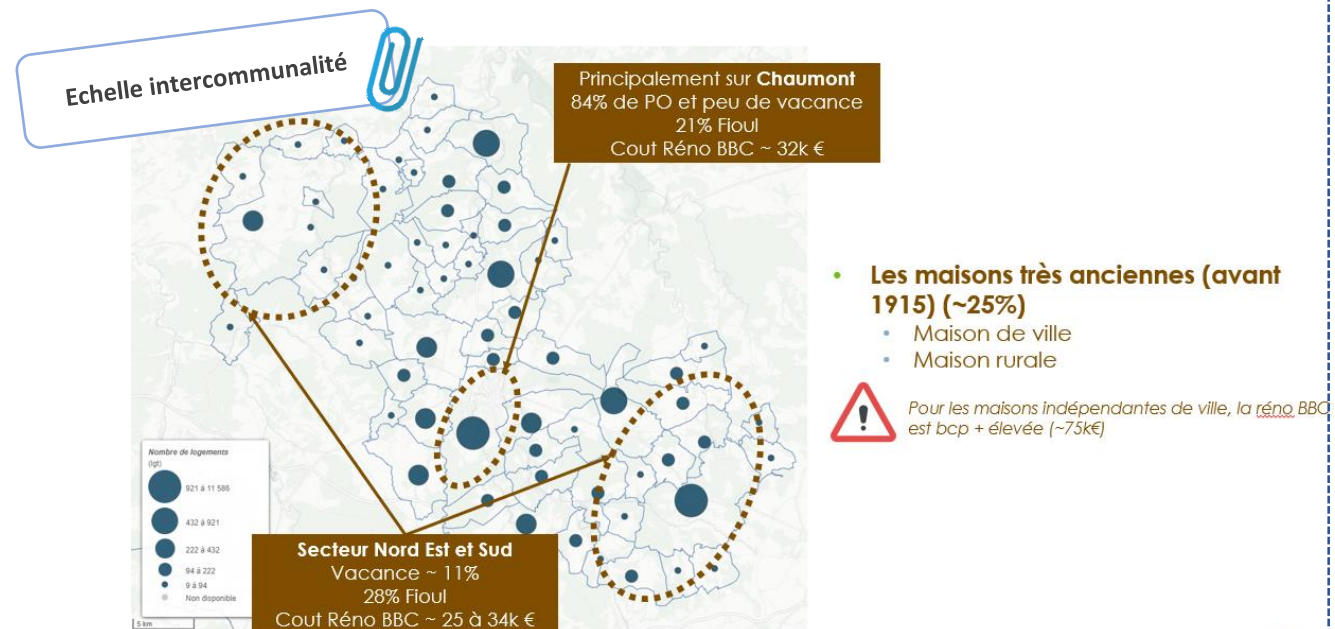 Echelle intercommunalité
Principalement sur Chaumont
84% de PO et peu de vacance
21% Fioul
Cout Réno BBC ~ 32k €
• Les maisons très anciennes (avant
1915) (~25%)
• Maison de ville
• Maison rurale
Pour les maisons indépendantes de ville, la réno BBC
est bcp + élevée (~75k€)
Nombre de logements
(lgt)
921 à 11 586
432 à 921
222 à 432
94 à 222
9 à 94
Non disponible
5 km
Secteur Nord Est et Sud
Vacance ~ 11%
28% Fioul
Cout Réno BBC ~ 25 à 34k €